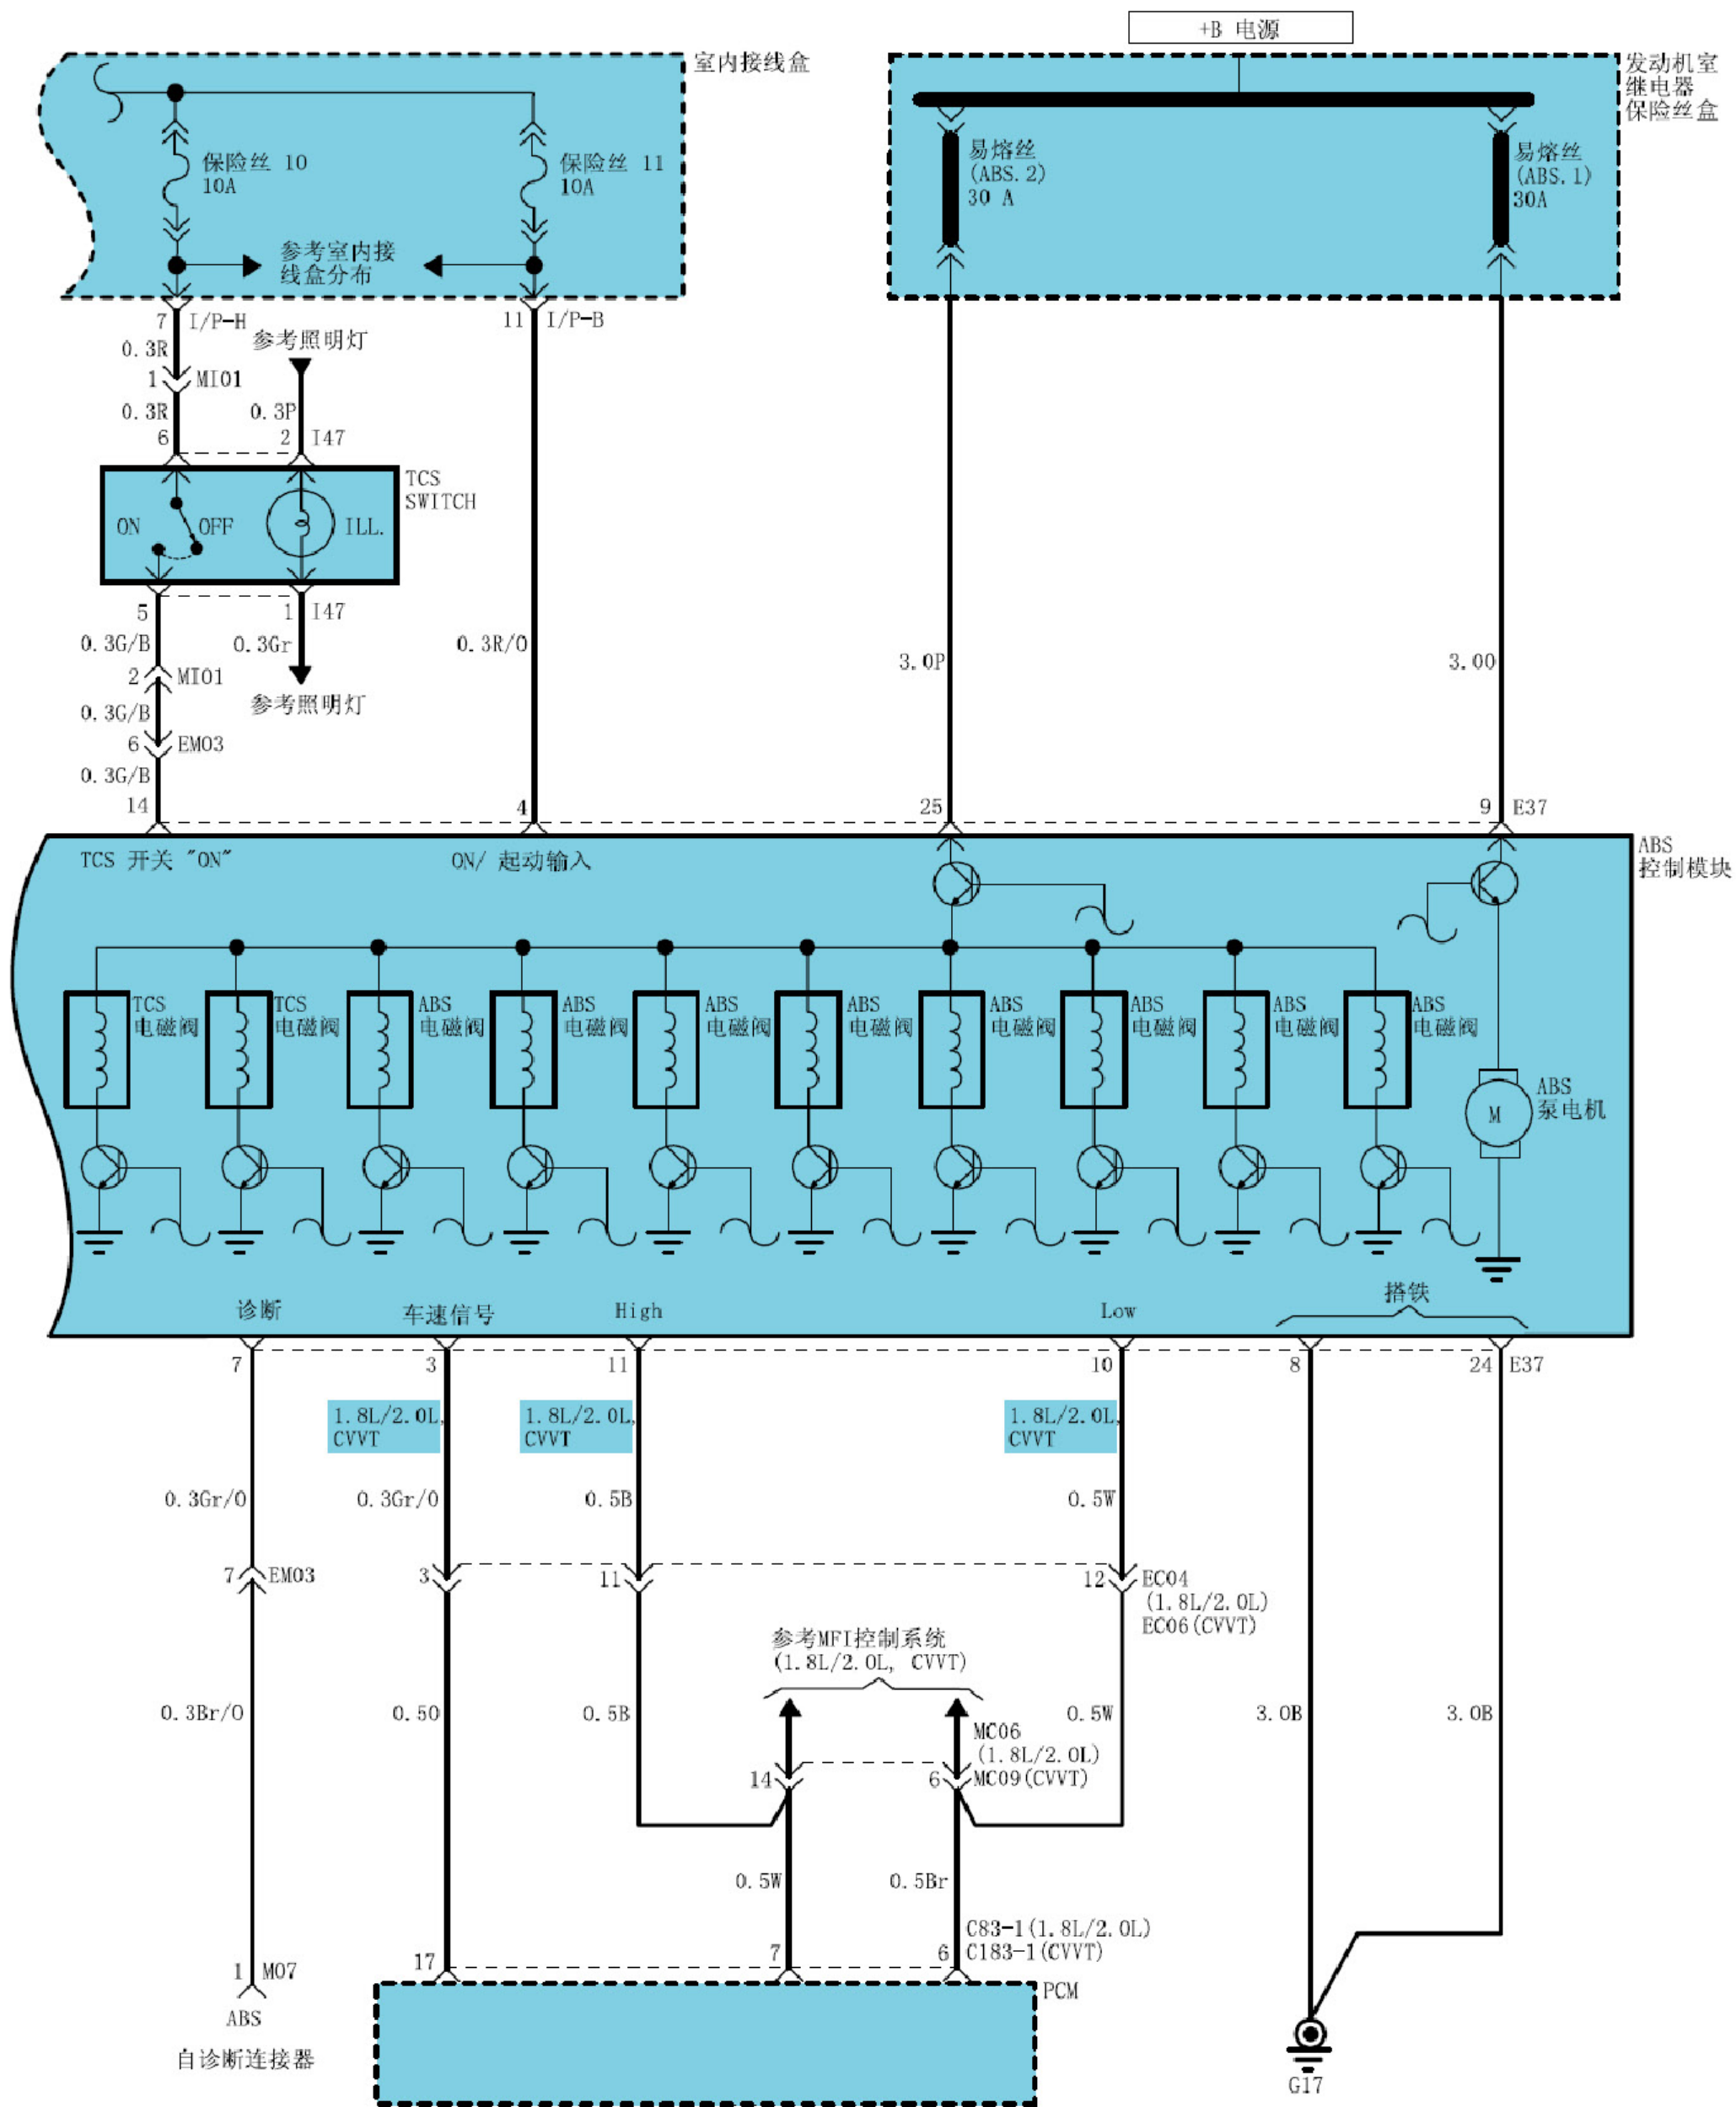 +B 电源
室内接线盒
发动机室
继电器
保险丝盒
保险丝 10
10A
保险丝 11
10A
易熔丝
(ABS.2)
30 A
易熔丝
(ABS.1)
30A
参考室内接
线盒分布
7 I/P-H
11 I/P-B
0.3R
参考照明灯
1 MI01
0.3R
0.3P
6
2 I47
TCS
SWITCH
ON
OFF
ILL.
5
1 I47
0.3G/B
0.3Gr
0.3R/O
3.0P
3.0O
2 MI01
参考照明灯
0.3G/B
6 EM03
0.3G/B
14
4
25
9 E37
ABS
控制模块
TCS 开关 "ON"
ON/ 起动输入
TCS
电磁阀
TCS
电磁阀
ABS
电磁阀
ABS
电磁阀
ABS
电磁阀
ABS
电磁阀
ABS
电磁阀
ABS
电磁阀
ABS
电磁阀
ABS
电磁阀
M
ABS
泵电机
诊断
车速信号
High
Low
搭铁
7
3
11
10
8
24 E37
1.8L/2.0L,
CVVT
1.8L/2.0L,
CVVT
1.8L/2.0L,
CVVT
0.3Gr/O
0.3Gr/O
0.5B
0.5W
7 EM03
3
11
12 EC04
(1.8L/2.0L)
EC06(CVVT)
参考MFI控制系统
(1.8L/2.0L, CVVT)
0.3Br/O
0.5O
0.5B
0.5W
3.0B
3.0B
MC06
(1.8L/2.0L)
14
6 MC09(CVVT)
0.5W
0.5Br
C83-1(1.8L/2.0L)
17
7
6 C183-1(CVVT)
1 M07
PCM
ABS
自诊断连接器
G17